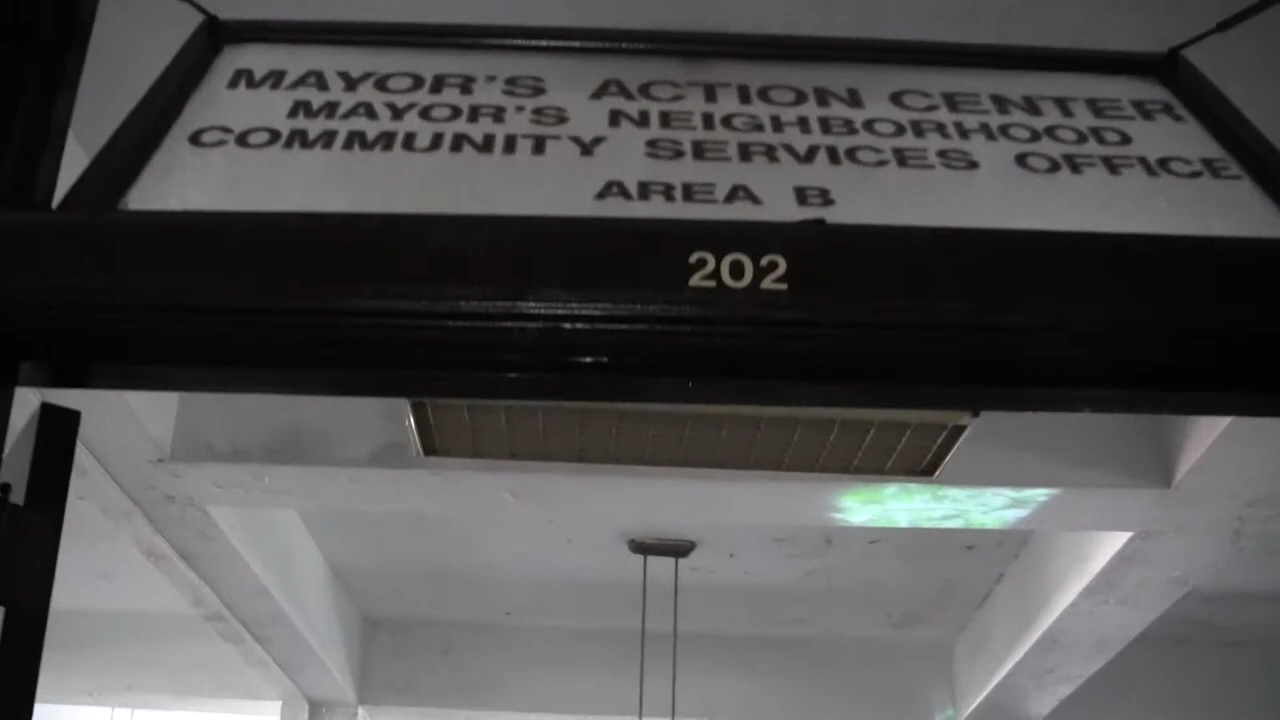 MAYOR'S ACTION CENTER
MAYOR'S NEIGHBORHOOD
COMMUNITY SERVICES OFFICE
AREA B
202